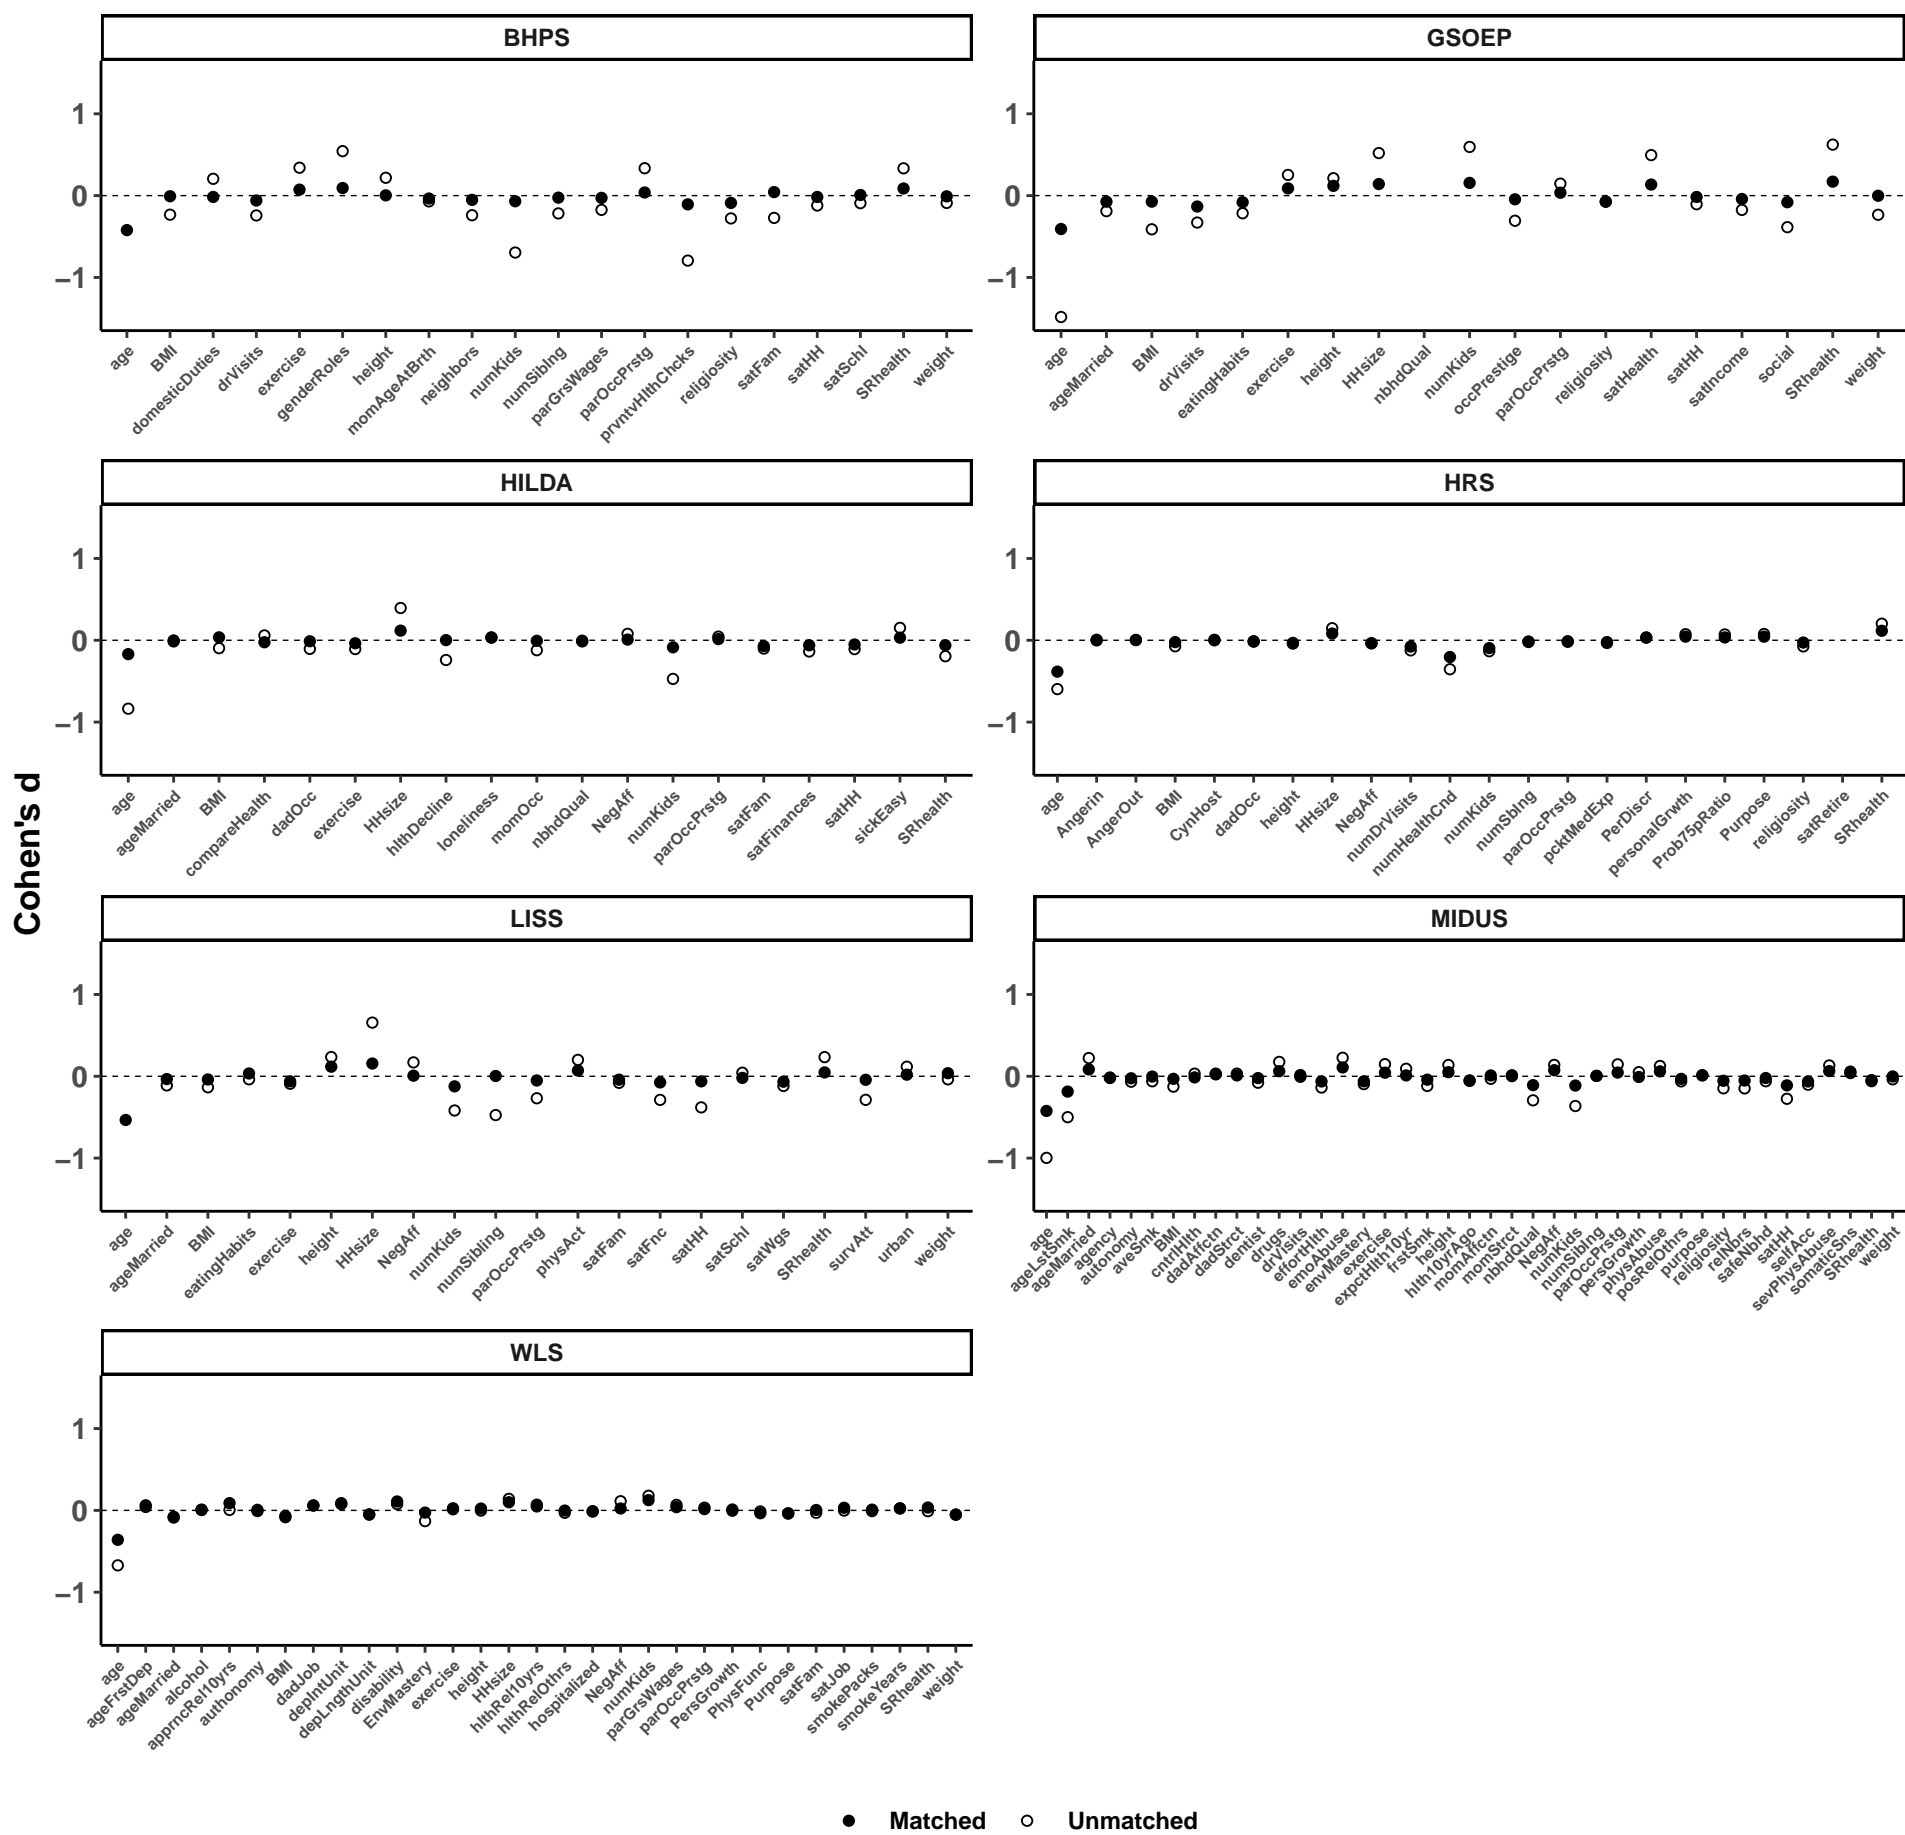 BHPS
GSOEP
1
0
−1
1
0
−1
age
BMI
domesticDuties
drVisits
exercise
genderRoles
height
momAgeAtBrth
neighbors
numKids
numSiblng
parGrsWages
parOccPrstg
prvntvHlthChcks
religiosity
satFam
satHH
satSchl
SRhealth
weight
age
ageMarried
BMI
drVisits
eatingHabits
exercise
height
HHsize
nbhdQual
numKids
occPrestige
parOccPrstg
religiosity
satHealth
satHH
satIncome
social
SRhealth
weight
HILDA
HRS
1
0
−1
1
0
−1
age
ageMarried
BMI
compareHealth
dadOcc
exercise
HHsize
hlthDecline
loneliness
momOcc
nbhdQual
NegAff
numKids
parOccPrstg
satFam
satFinances
satHH
sickEasy
SRhealth
age
Angerin
AngerOut
BMI
CynHost
dadOcc
height
HHsize
NegAff
numDrVisits
numHealthCnd
numKids
numSiblng
parOccPrstg
pcktMedExp
PerDiscr
personalGrwth
Prob75pRatio
Purpose
religiosity
satRetire
SRhealth
Cohen's d
LISS
MIDUS
1
0
−1
1
0
−1
age
ageMarried
BMI
eatingHabits
exercise
height
HHsize
NegAff
numKids
numSibling
parOccPrstg
physAct
satFam
satFnc
satHH
satSchl
satWgs
SRhealth
survAtt
urban
weight
age
ageLstSmk
ageMarried
agency
autonomy
aveSmk
BMI
cntrlHlth
dadAffctn
dadStrct
dentist
drugs
drVisits
effortHlth
emoAbuse
envMastery
exercise
expctHlth10yr
frstSmk
height
hlth10yrAgo
momAffctn
momStrct
nbhdQual
NegAff
numKids
numSiblng
parOccPrstg
persGrowth
physAbuse
posRelOthrs
purpose
religiosity
relNbrs
safeNbhd
satHH
selfAcc
sevPhysAbuse
somaticSns
SRhealth
weight
WLS
1
0
−1
age
ageFrstDep
ageMarried
alcohol
apprncRel10yrs
authonomy
BMI
dadJob
depIntUnit
depLngthUnit
disability
EnvMastery
exercise
height
HHsize
hlthRel10yrs
hlthRelOthrs
hospitalized
NegAff
numKids
parGrsWages
parOccPrstg
PersGrowth
PhysFunc
Purpose
satFam
satJob
smokePacks
smokeYears
SRhealth
weight
Matched
Unmatched